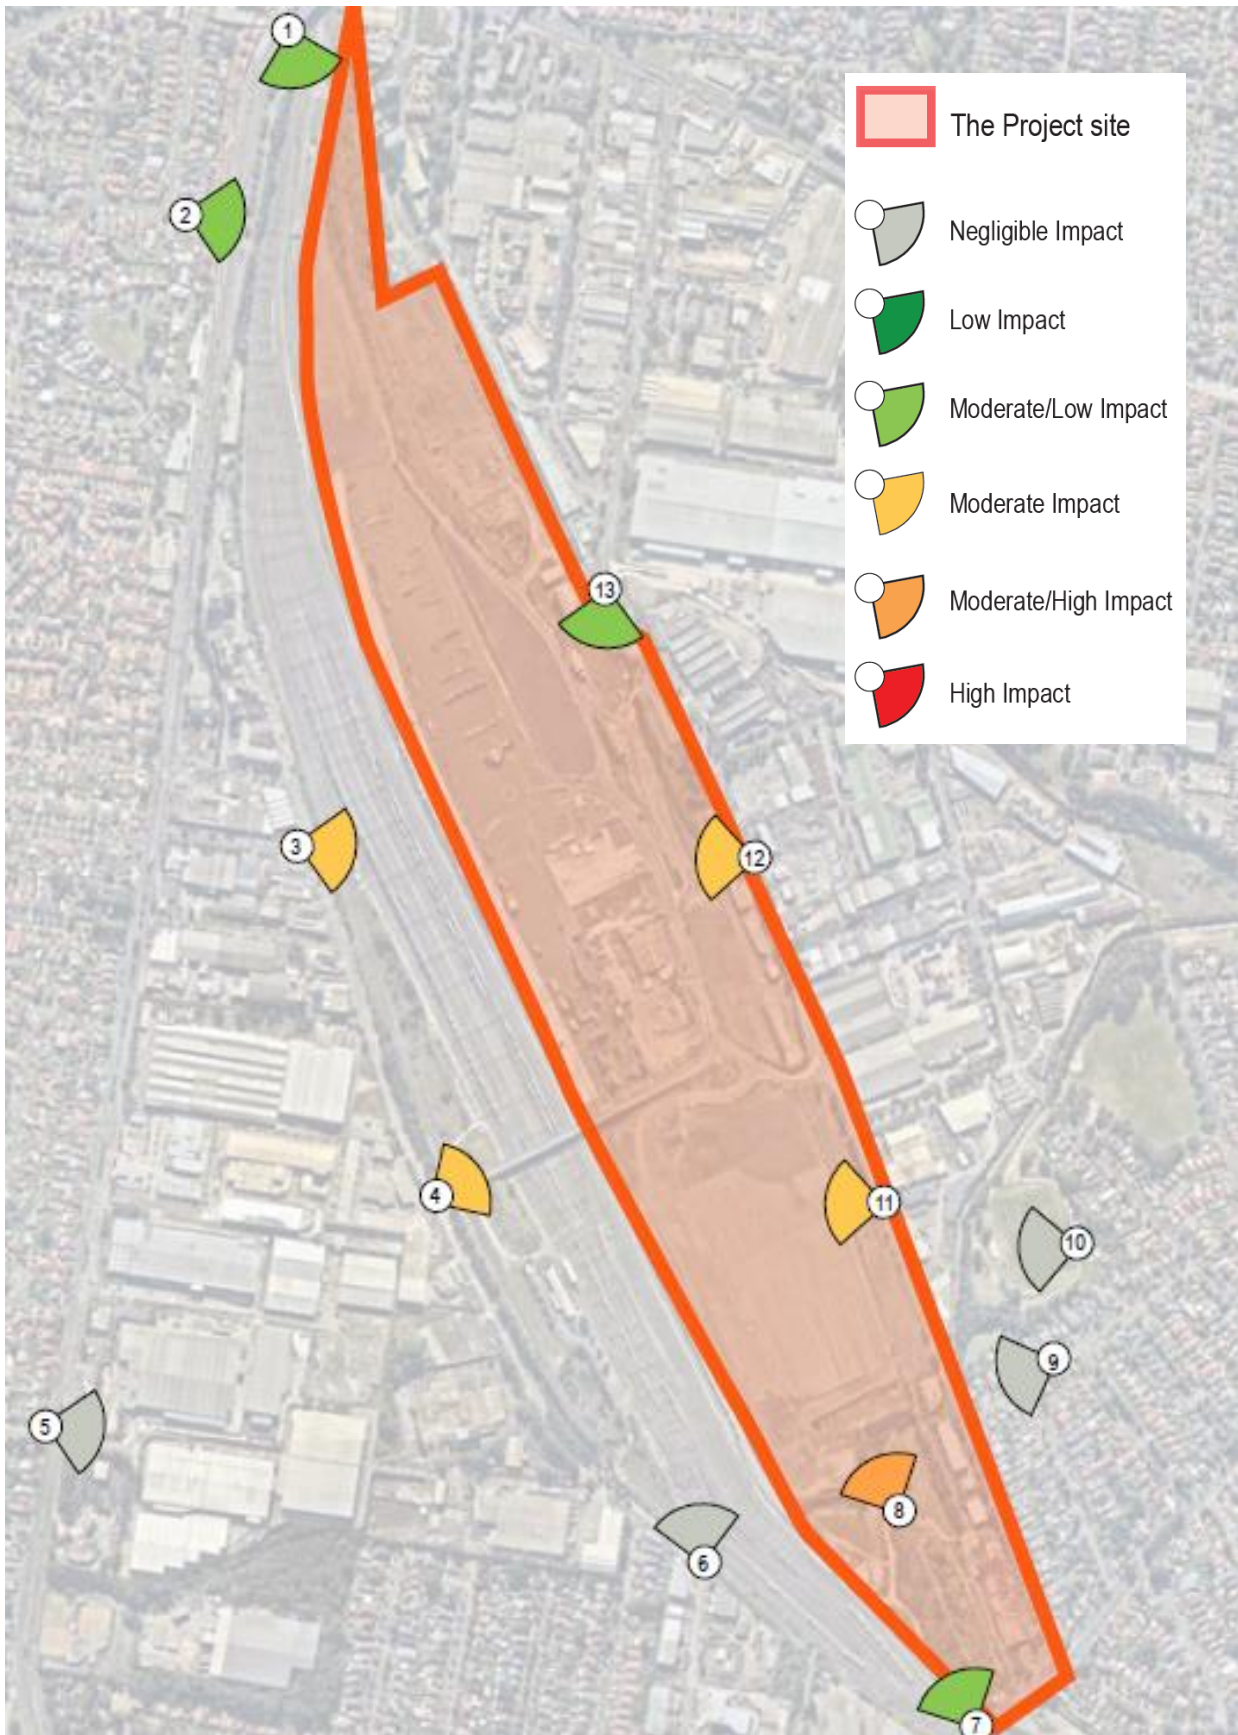 1
The Project site
2
Negligible Impact
Low Impact
Moderate/Low Impact
Moderate Impact
13
Moderate/High Impact
High Impact
3
12
4
11
10
9
5
8
6
7